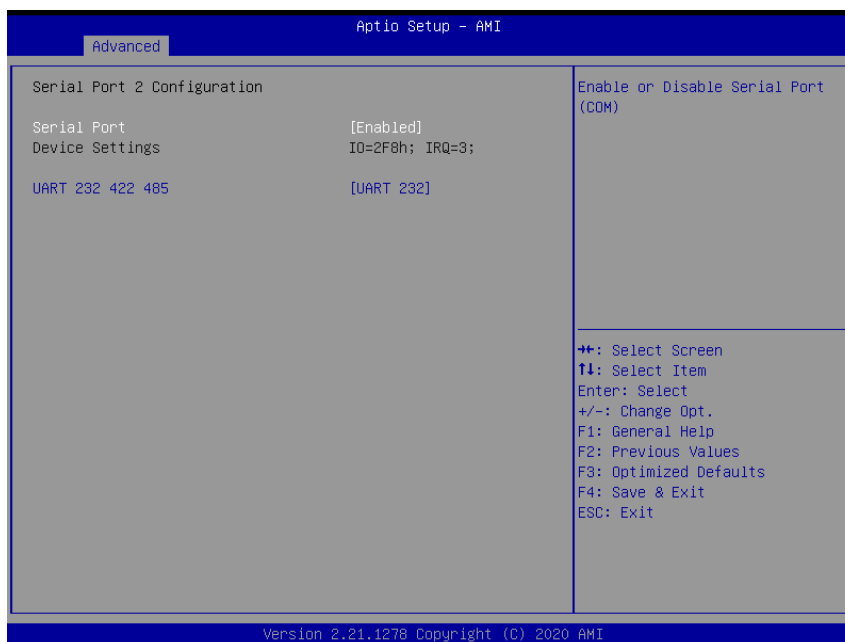 Aptio Setup – AMI
Advanced
Serial Port 2 Configuration
Serial Port [Enabled]
Device Settings IO=2F8h; IRQ=3;
UART 232 422 485 [UART 232]
Enable or Disable Serial Port
(COM)
→←: Select Screen
↑↓: Select Item
Enter: Select
+/-: Change Opt.
F1: General Help
F2: Previous Values
F3: Optimized Defaults
F4: Save & Exit
ESC: Exit
Version 2.21.1278 Copyright (C) 2020 AMI